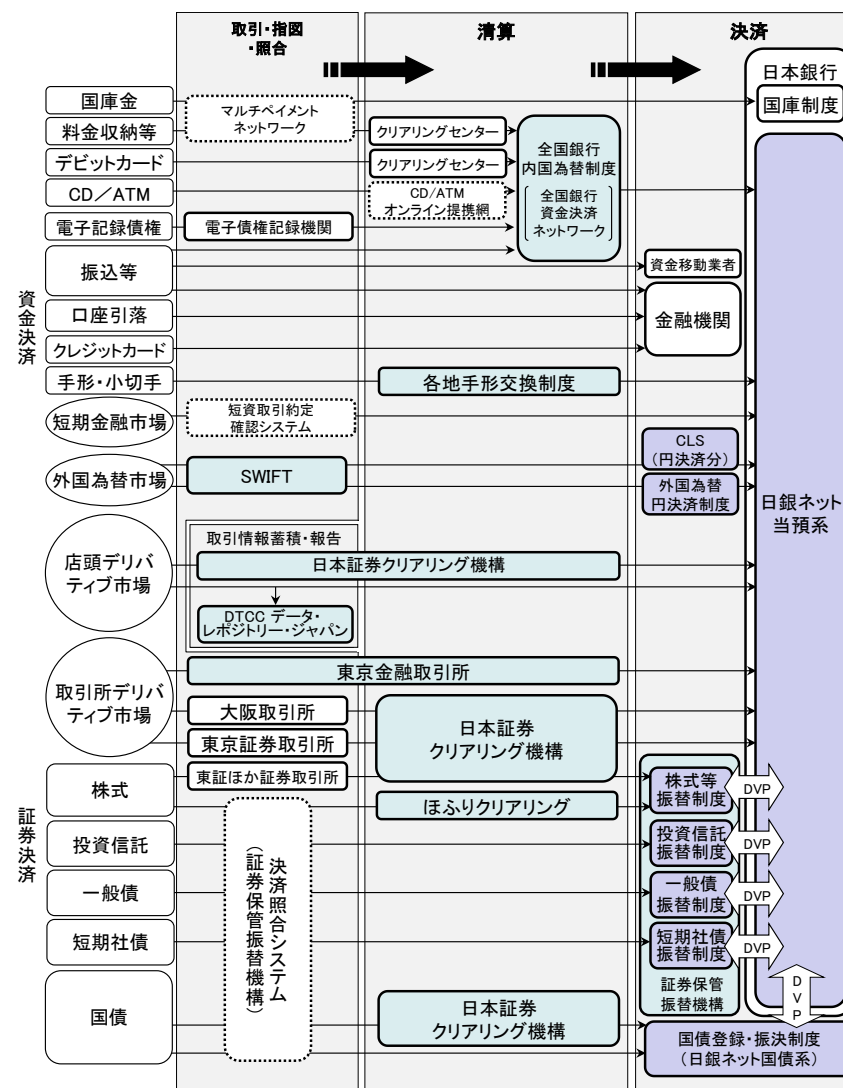 取引・指図
・照合
清算
決済
日本銀行
国庫制度
国庫金
マルチペイメント
ネットワーク
料金収納等
クリアリングセンター
デビットカード
クリアリングセンター
全国銀行
内国為替制度
全国銀行
資金決済
ネットワーク
CD／ATM
CD/ATM
オンライン提携網
電子記録債権
電子債権記録機関
振込等
資金移動業者
資金決済
口座引落
金融機関
クレジットカード
手形・小切手
各地手形交換制度
短期金融市場
短資取引約定
確認システム
外国為替市場
SWIFT
CLS
（円決済分）
外国為替
円決済制度
日銀ネット
当預系
店頭デリバ
ティブ市場
取引情報蓄積・報告
日本証券クリアリング機構
DTCC データ・
レポジトリー・ジャパン
取引所デリバ
ティブ市場
東京金融取引所
大阪取引所
東京証券取引所
日本証券
クリアリング機構
証券決済
株式
東証ほか証券取引所
ほふりクリアリング
株式等
振替制度
DVP
投資信託
決済照合システム
（証券保管振替機構）
投資信託
振替制度
DVP
一般債
一般債
振替制度
DVP
短期社債
短期社債
振替制度
DVP
証券保管
振替機構
DVP
国債
日本証券
クリアリング機構
国債登録・振決制度
（日銀ネット国債系）